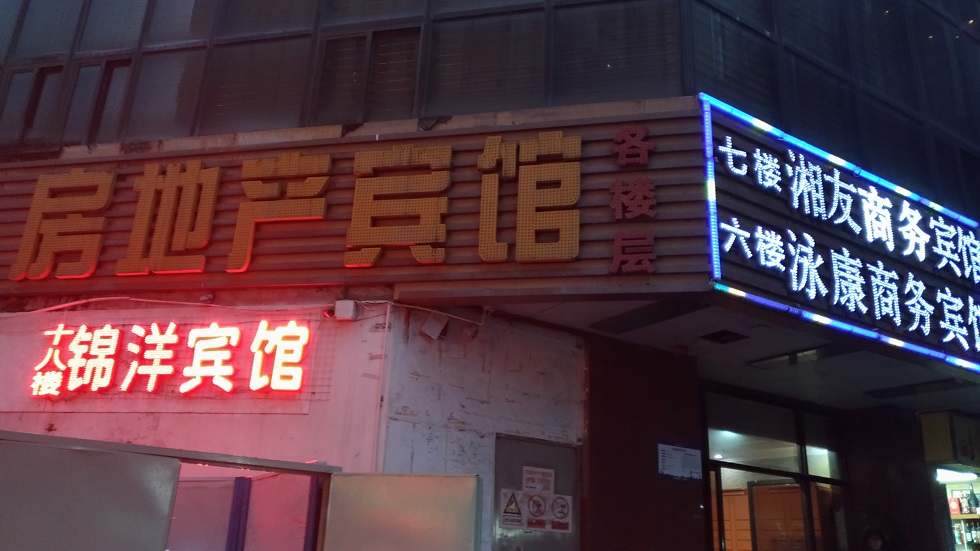 房地产宾馆
各楼层
七楼湘友商务宾馆
六楼泳康商务宾馆
十八楼锦洋宾馆